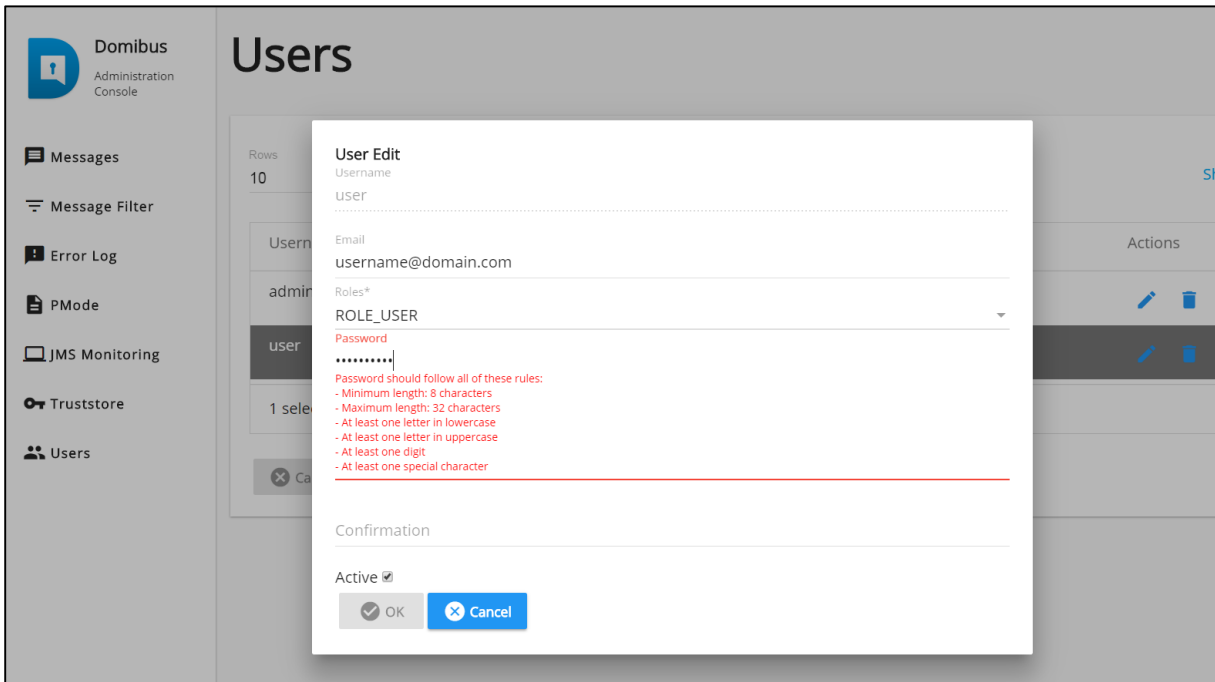 Domibus
Administration
Console
Messages
Message Filter
Error Log
PMode
JMS Monitoring
Truststore
Users
Users
Rows
10
Actions
admin
user
1
User Edit
Username
user
Email
username@domain.com
Roles*
ROLE_USER
Password
••••••••••
Password should follow all of these rules:
- Minimum length: 8 characters
- Maximum length: 32 characters
- At least one letter in lowercase
- At least one letter in uppercase
- At least one digit
- At least one special character
Confirmation
Active
OK
Cancel